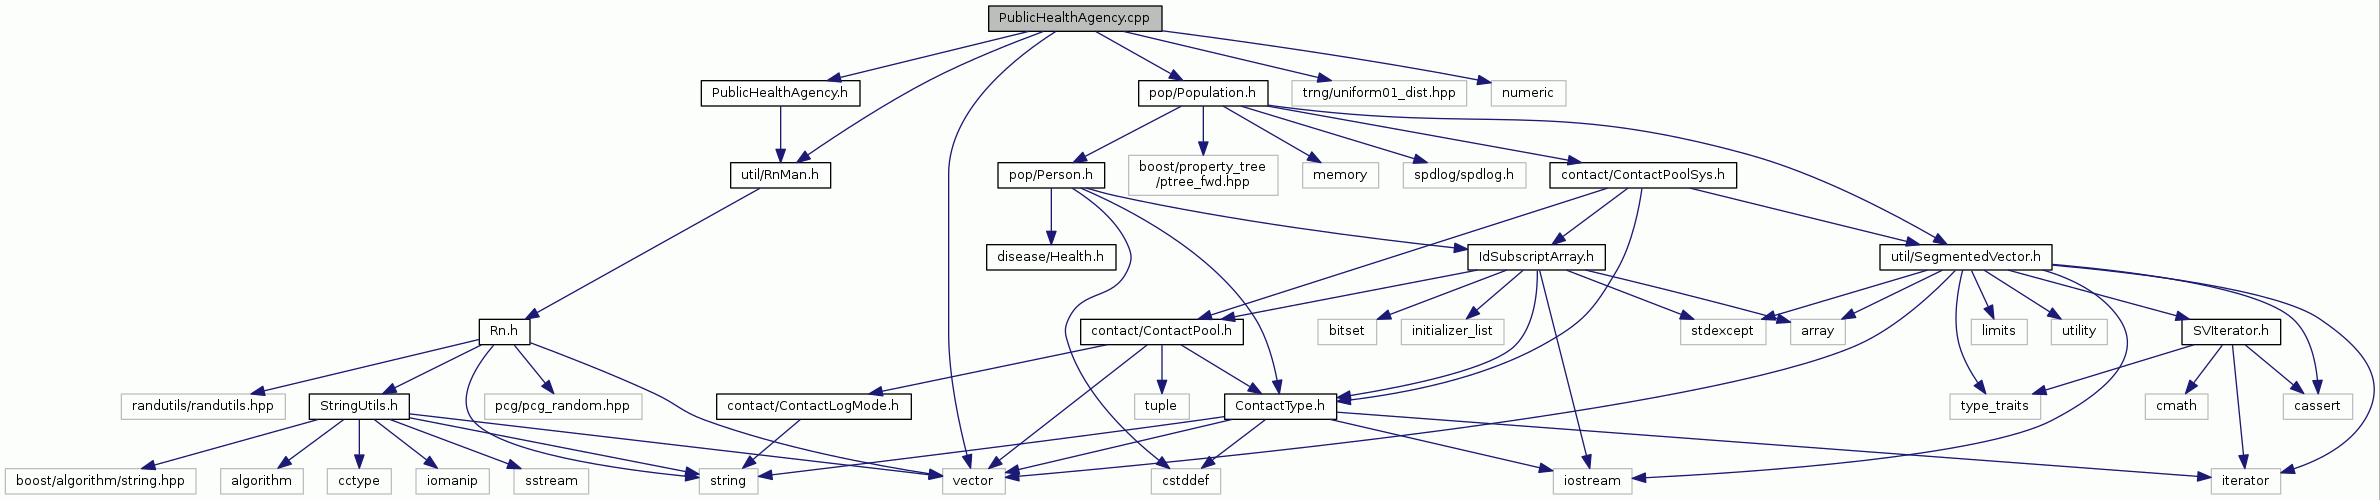 PublicHealthAgency.cpp
PublicHealthAgency.h
pop/Population.h
trng/uniform01_dist.hpp
numeric
util/RnMan.h
pop/Person.h
boost/property_tree
/ptree_fwd.hpp
memory
spdlog/spdlog.h
contact/ContactPoolSys.h
disease/Health.h
IdSubscriptArray.h
util/SegmentedVector.h
Rn.h
contact/ContactPool.h
bitset
initializer_list
stdexcept
array
limits
utility
SVIterator.h
randutils/randutils.hpp
StringUtils.h
pcg/pcg_random.hpp
contact/ContactLogMode.h
tuple
ContactType.h
type_traits
cmath
cassert
boost/algorithm/string.hpp
algorithm
cctype
iomanip
sstream
string
vector
cstddef
iostream
iterator